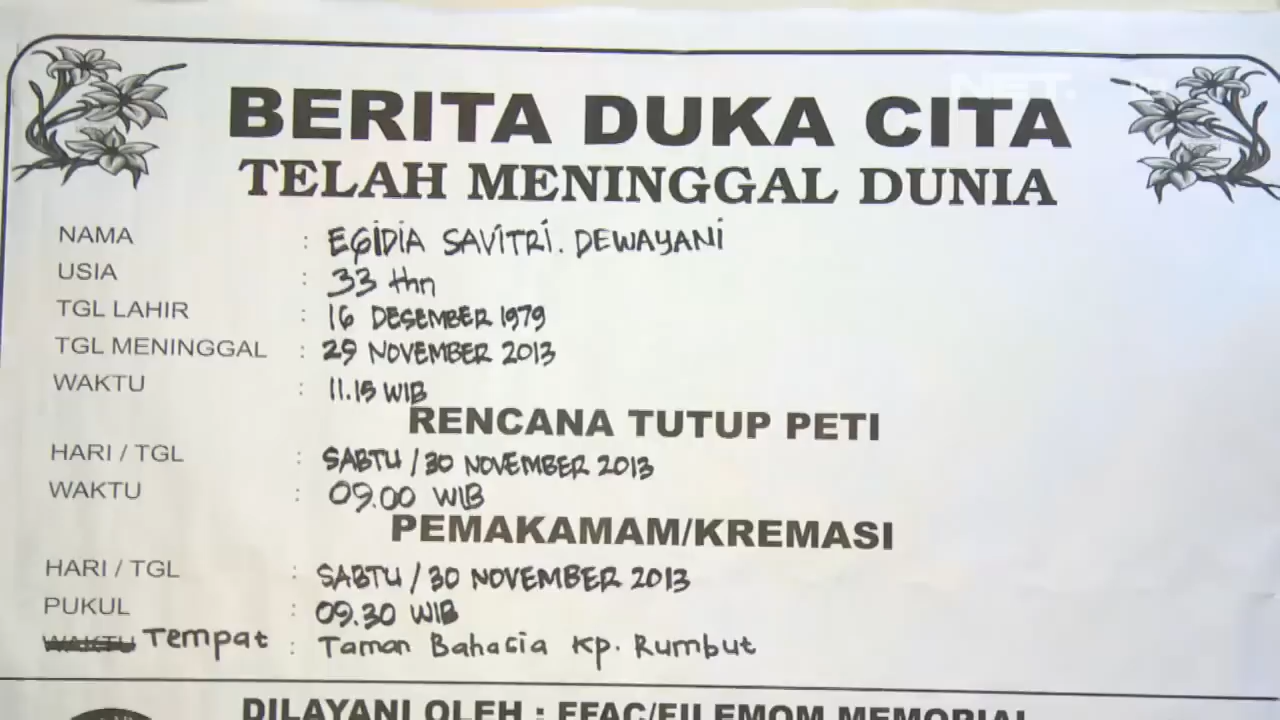 NET.
BERITA DUKA CITA
TELAH MENINGGAL DUNIA
NAMA : EGIDIA SAVITRI. DEWAYANI
USIA : 33 thn
TGL LAHIR : 16 DESEMBER 1979
TGL MENINGGAL : 29 NOVEMBER 2013
WAKTU : 11.15 WIB
RENCANA TUTUP PETI
HARI / TGL : SABTU / 30 NOVEMBER 2013
WAKTU : 09.00 WIB
PEMAKAMAM/KREMASI
HARI / TGL : SABTU / 30 NOVEMBER 2013
PUKUL : 09.30 WIB
WAKTU Tempat : Taman Bahagia Kp. Rumbut
DILAYANI OLEH :